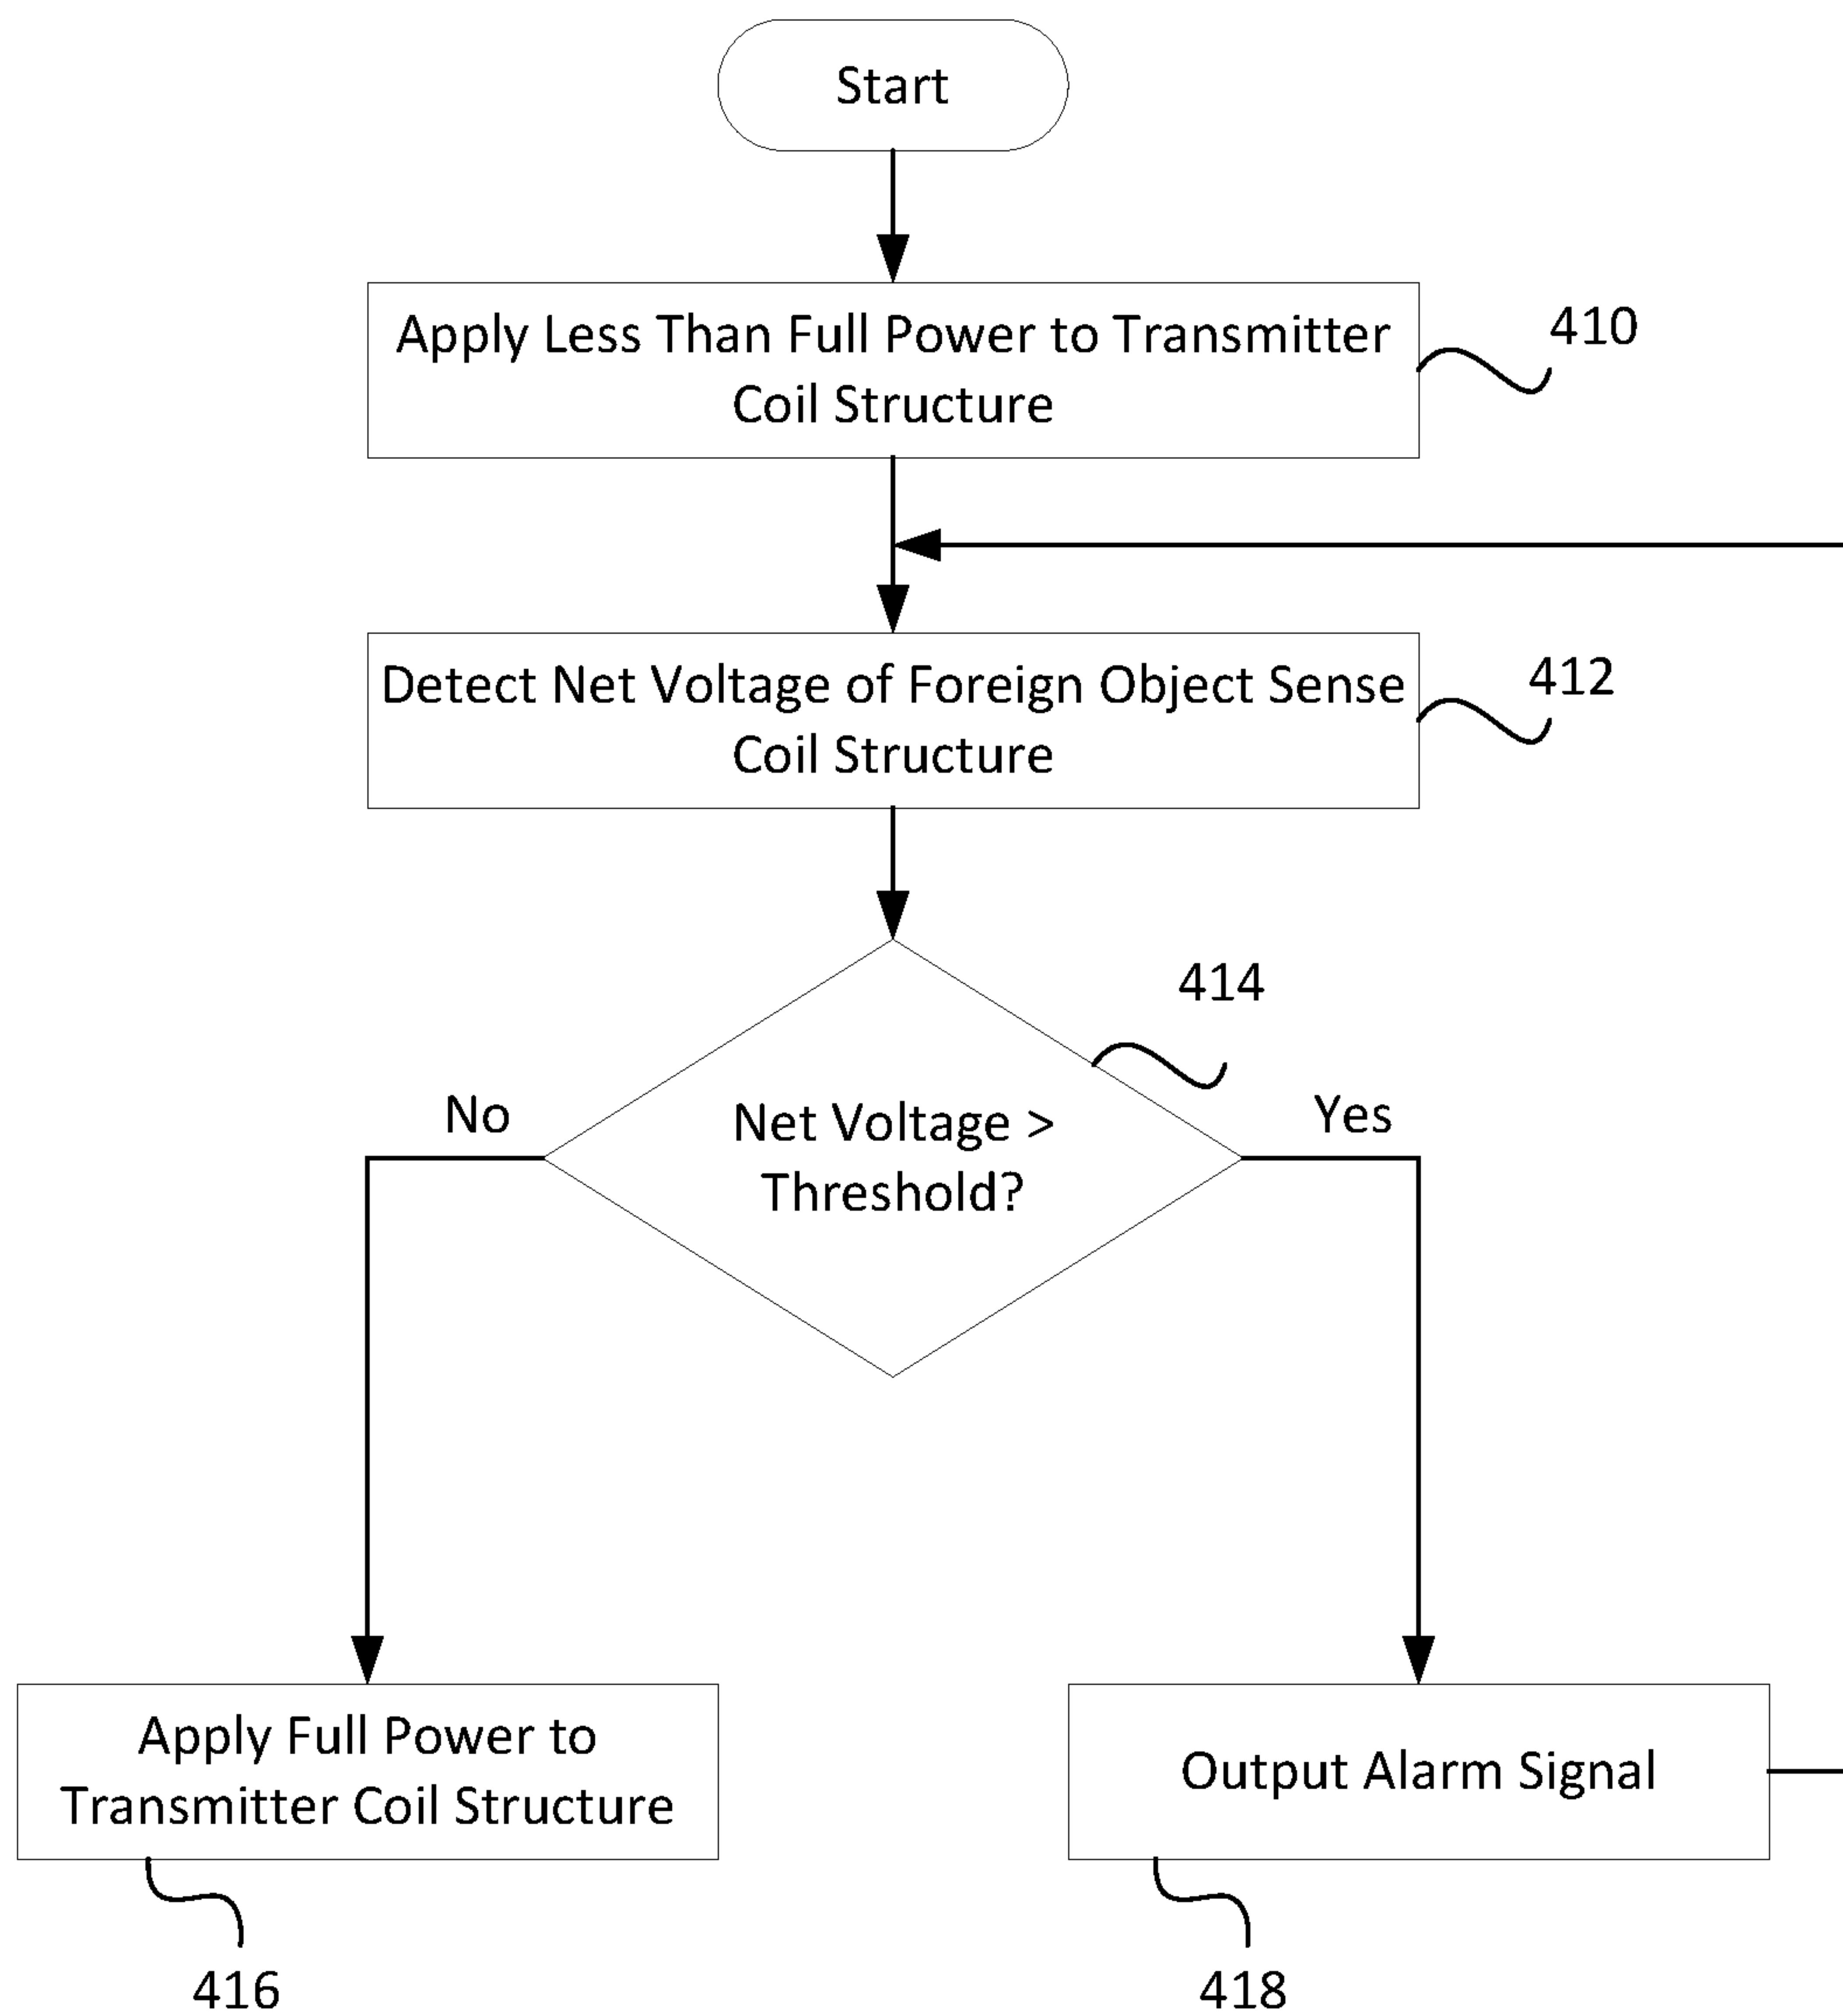 Start
Apply Less Than Full Power to Transmitter
Coil Structure
410
Detect Net Voltage of Foreign Object Sense
Coil Structure
412
414
No
Net Voltage >
Threshold?
Yes
Apply Full Power to
Transmitter Coil Structure
Output Alarm Signal
416
418